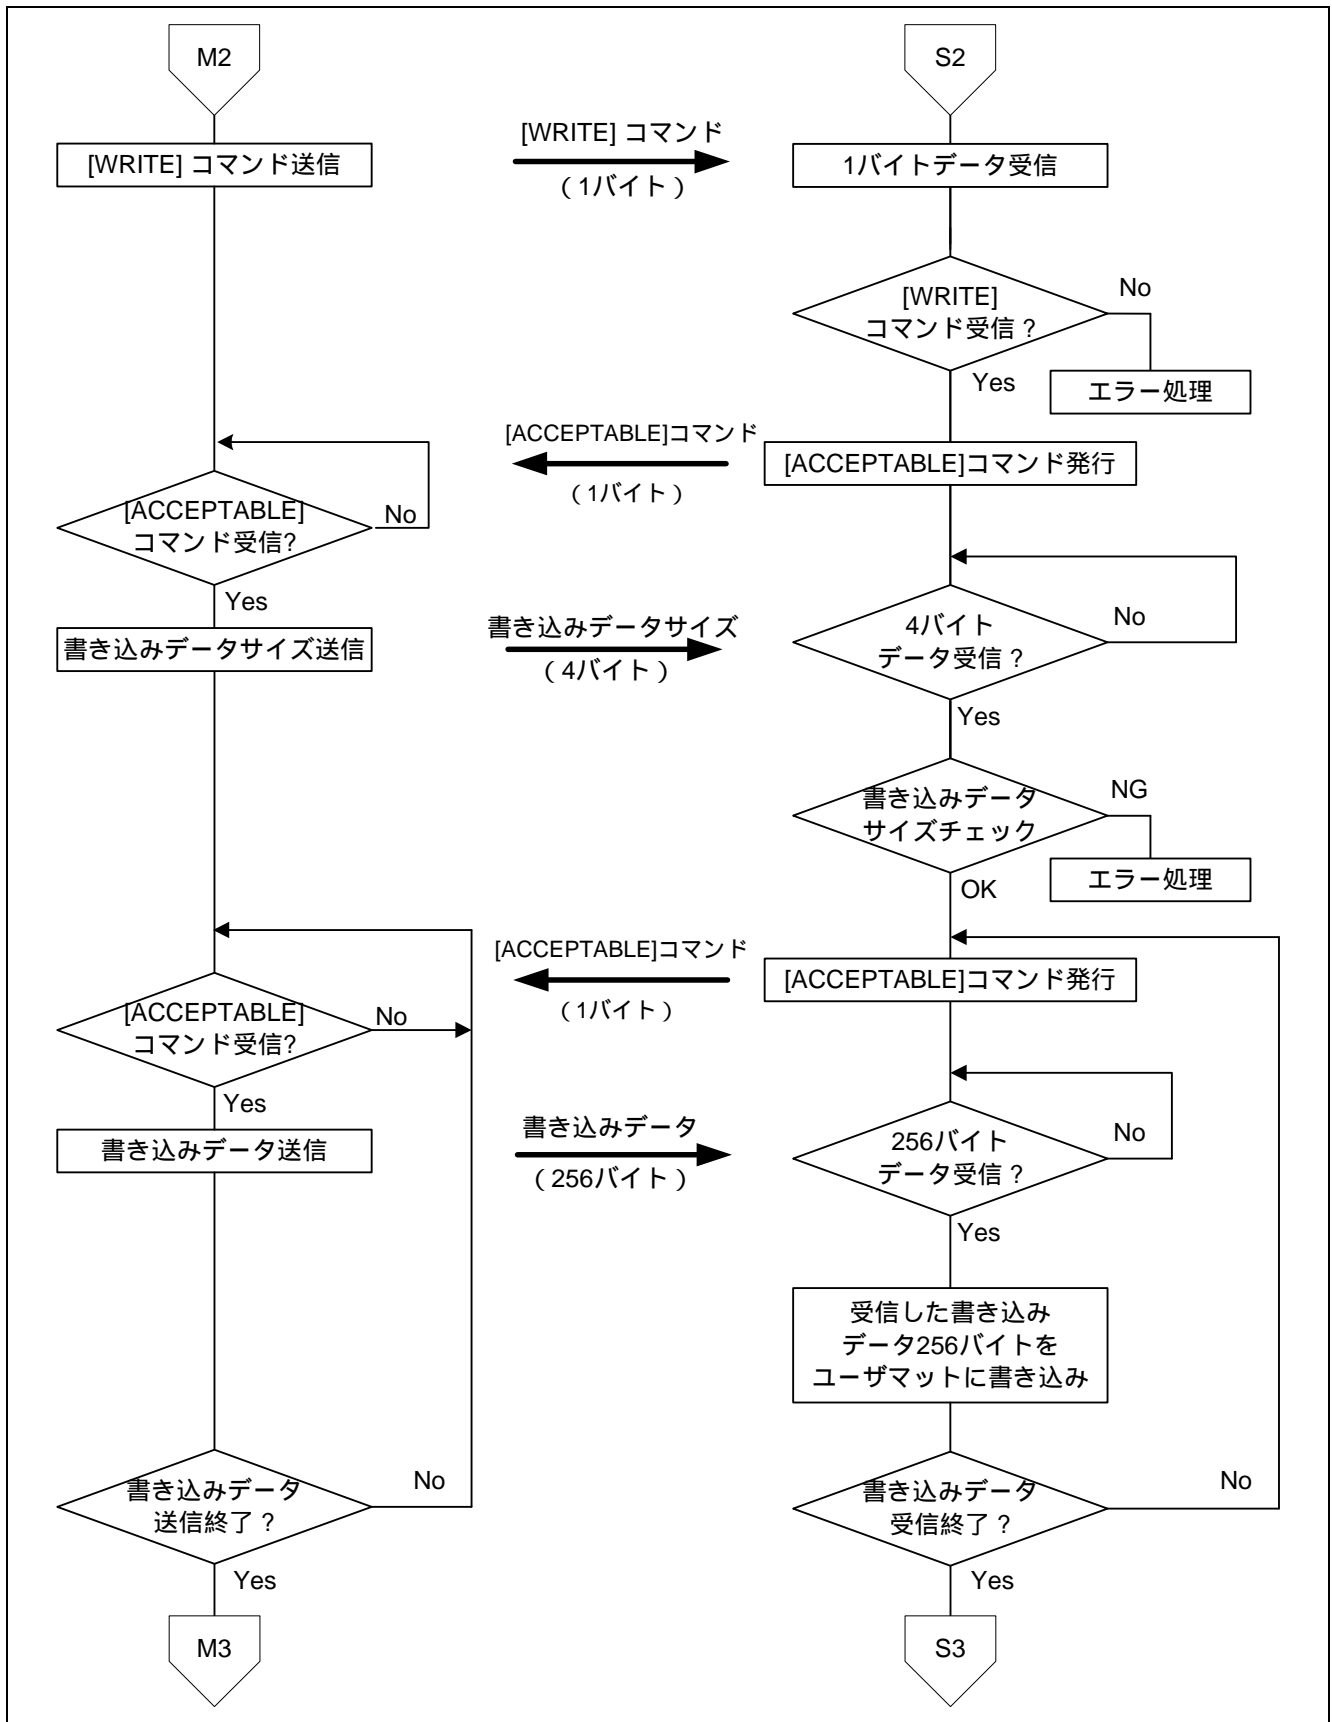 M2
S2
[WRITE] コマンド
[WRITE] コマンド送信
1バイトデータ受信
（1バイト）
[WRITE]
コマンド受信？
No
Yes
エラー処理
[ACCEPTABLE]コマンド
[ACCEPTABLE]コマンド発行
（1バイト）
[ACCEPTABLE]
コマンド受信?
No
Yes
書き込みデータサイズ
書き込みデータサイズ送信
（4バイト）
4バイト
データ受信？
No
Yes
書き込みデータ
サイズチェック
NG
OK
エラー処理
[ACCEPTABLE]コマンド
[ACCEPTABLE]コマンド発行
（1バイト）
[ACCEPTABLE]
コマンド受信?
No
Yes
書き込みデータ
書き込みデータ送信
（256バイト）
256バイト
データ受信？
No
Yes
受信した書き込み
データ256バイトを
ユーザマットに書き込み
書き込みデータ
送信終了？
No
Yes
書き込みデータ
受信終了？
No
Yes
M3
S3